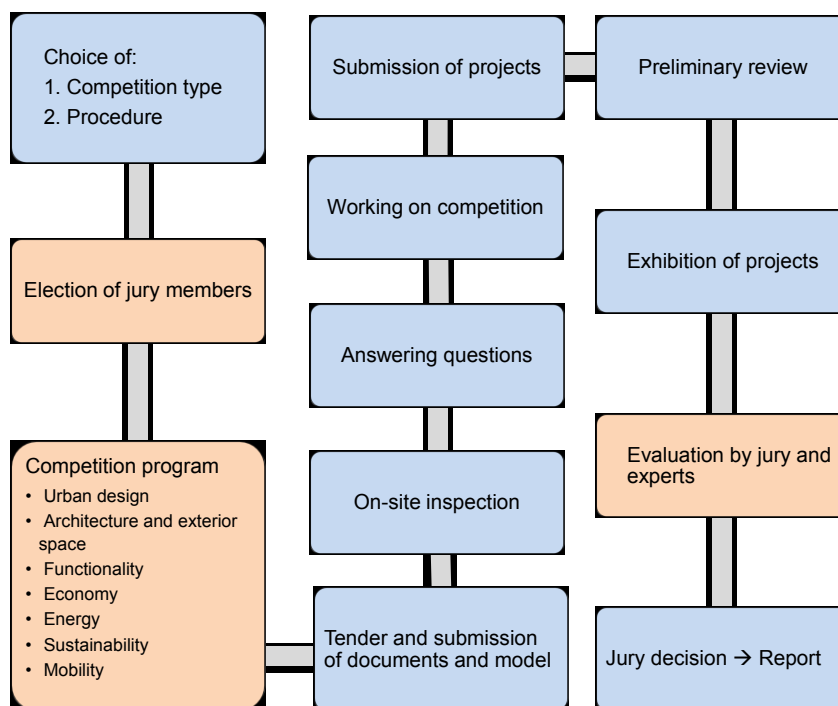 Choice of:
1. Competition type
2. Procedure
Election of jury members
Competition program
• Urban design
• Architecture and exterior
space
• Functionality
• Economy
• Energy
• Sustainability
• Mobility
Tender and submission
of documents and model
On-site inspection
Answering questions
Working on competition
Submission of projects
Preliminary review
Exhibition of projects
Evaluation by jury and
experts
Jury decision → Report